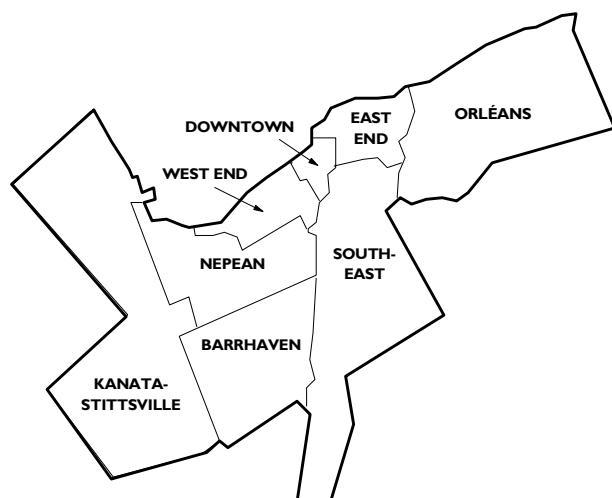 EAST
END
ORLÉANS
DOWNTOWN
WEST END
SOUTH-
EAST
NEPEAN
BARRHAVEN
KANATA-
STITTSVILLE